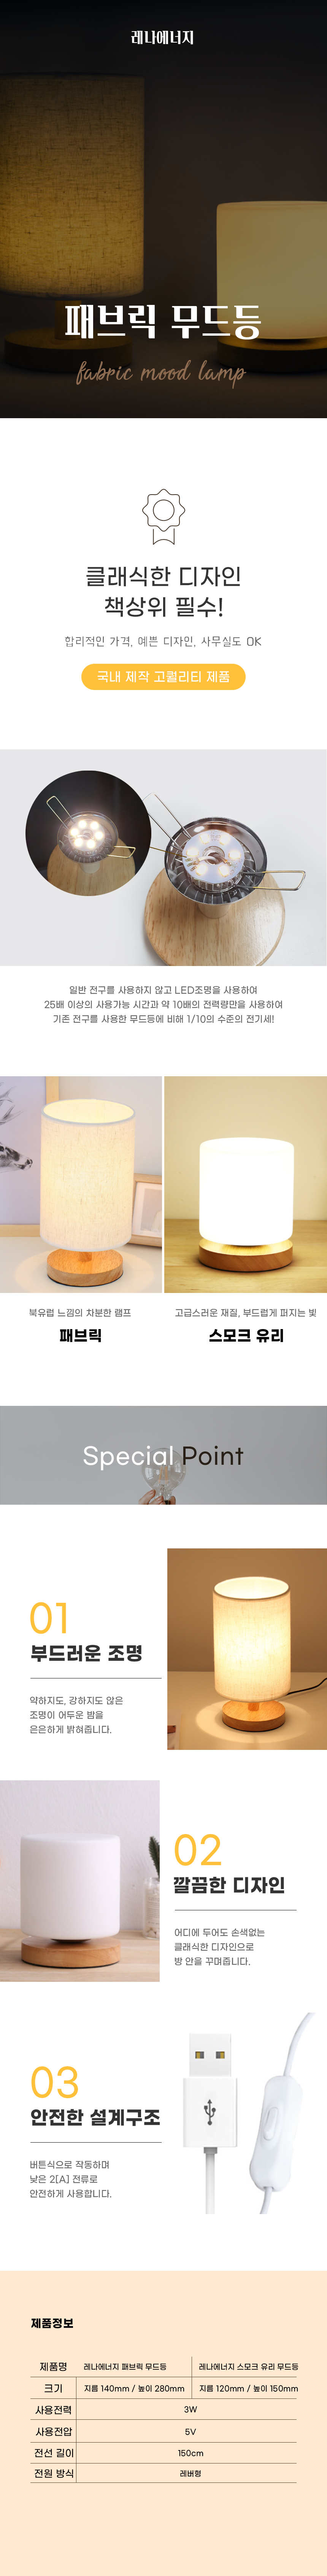 레나에너지
패브릭 무드등
fabric mood lamp
클래식한 디자인
책상위 필수!
합리적인 가격, 예쁜 디자인, 사무실도 OK
국내 제작 고퀄리티 제품
일반 전구를 사용하지 않고 LED조명을 사용하여
25배 이상의 사용가능 시간과 약 10배의 전력량만을 사용하여
기존 전구를 사용한 무드등에 비해 1/10의 수준의 전기세!
북유럽 느낌의 차분한 램프
패브릭
고급스러운 재질, 부드럽게 퍼지는 빛
스모크 유리
Special Point
01
부드러운 조명
약하지도, 강하지도 않은
조명이 어두운 밤을
은은하게 밝혀줍니다.
02
깔끔한 디자인
어디에 두어도 손색없는
클래식한 디자인으로
방 안을 꾸며줍니다.
03
안전한 설계구조
버튼식으로 작동하며
낮은 2[A] 전류로
안전하게 사용합니다.
제품정보
제품명 레나에너지 패브릭 무드등 레나에너지 스모크 유리 무드등
크기 지름 140mm / 높이 280mm 지름 120mm / 높이 150mm
사용전력 3W
사용전압 5V
전선 길이 150cm
전원 방식 레버형